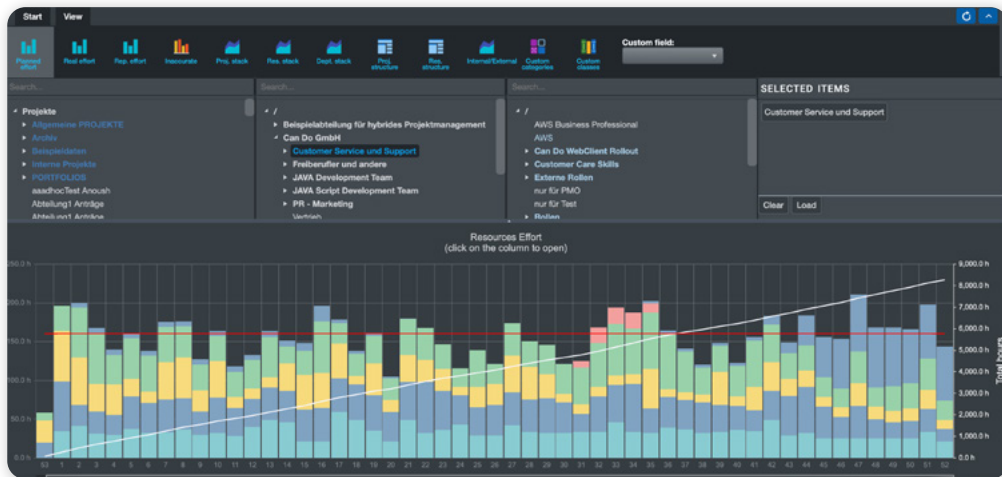 Start View
Planned effort
Real effort
Rep. effort
Inaccurate
Proj. stack
Res. stack
Dept. stack
Proj. structure
Res. structure
Internal/External
Custom categories
Custom classes
Custom field:
Search...
Projekte
Allgemeine PROJEKTE
Archiv
Beispieldaten
Interne Projekte
PORTFOLIOS
aaadhocTest Anoush
Abteilung1 Anträge
Abteilung1 Anträge
Search...
/
Beispielabteilung für hybrides Projektmanagement
Can Do GmbH
Customer Service und Support
Freiberufler und andere
JAVA Development Team
JAVA Script Development Team
PR - Marketing
Vertrieb
Search...
/
AWS Business Professional
AWS
Can Do WebClient Rollout
Customer Care Skills
Externe Rollen
nur für PMO
nur für Test
Rollen
SELECTED ITEMS
Customer Service und Support
Clear Load
Resources Effort
(click on the column to open)
250.0 h
200.0 h
150.0 h
100.0 h
50.0 h
0.0 h
9,000.0 h
8,000.0 h
7,000.0 h
6,000.0 h
5,000.0 h
4,000.0 h
3,000.0 h
2,000.0 h
1,000.0 h
0.0 h
Total hours
53 1 2 3 4 5 6 7 8 9 10 11 12 13 14 15 16 17 18 19 20 21 22 23 24 25 26 27 28 29 30 31 32 33 34 35 36 37 38 39 40 41 42 43 44 45 46 47 48 49 50 51 52